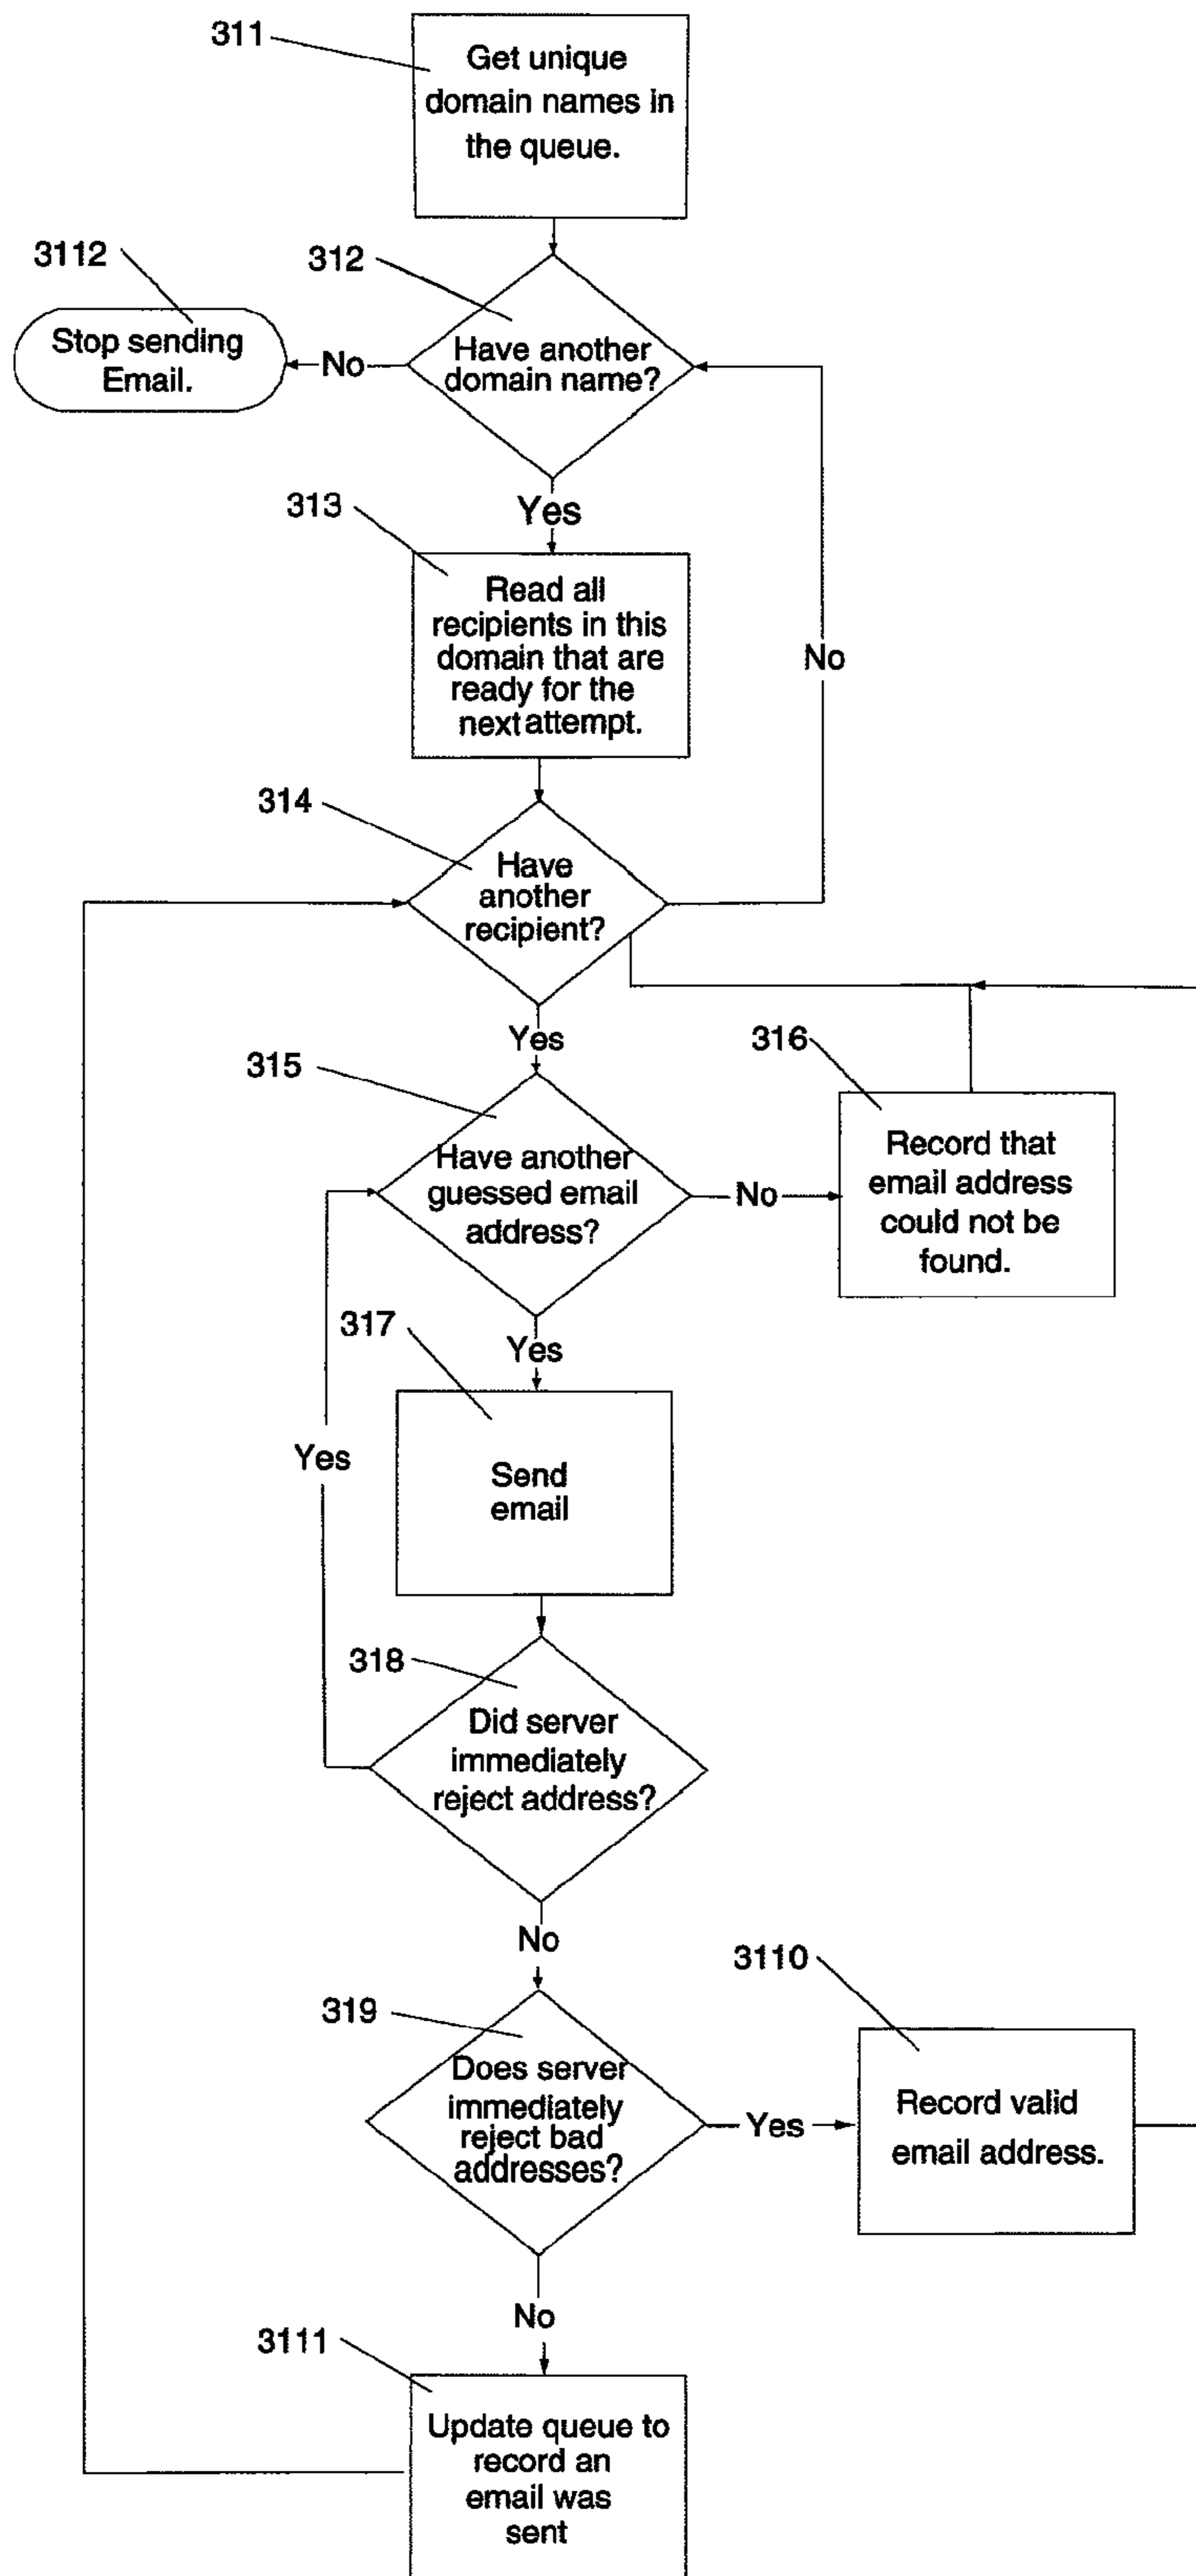 311
Get unique
domain names in
the queue.
3112
312
Stop sending
Email.
No
Have another
domain name?
313
Yes
Read all
recipients in this
domain that are
ready for the
next attempt.
No
314
Have
another
recipient?
Yes
316
315
Have another
guessed email
address?
No
Record that
email address
could not be
found.
317
Yes
Yes
Send
email
318
Did server
immediately
reject address?
No
3110
319
Does server
immediately
reject bad
addresses?
Yes
Record valid
email address.
No
3111
Update queue to
record an
email was
sent